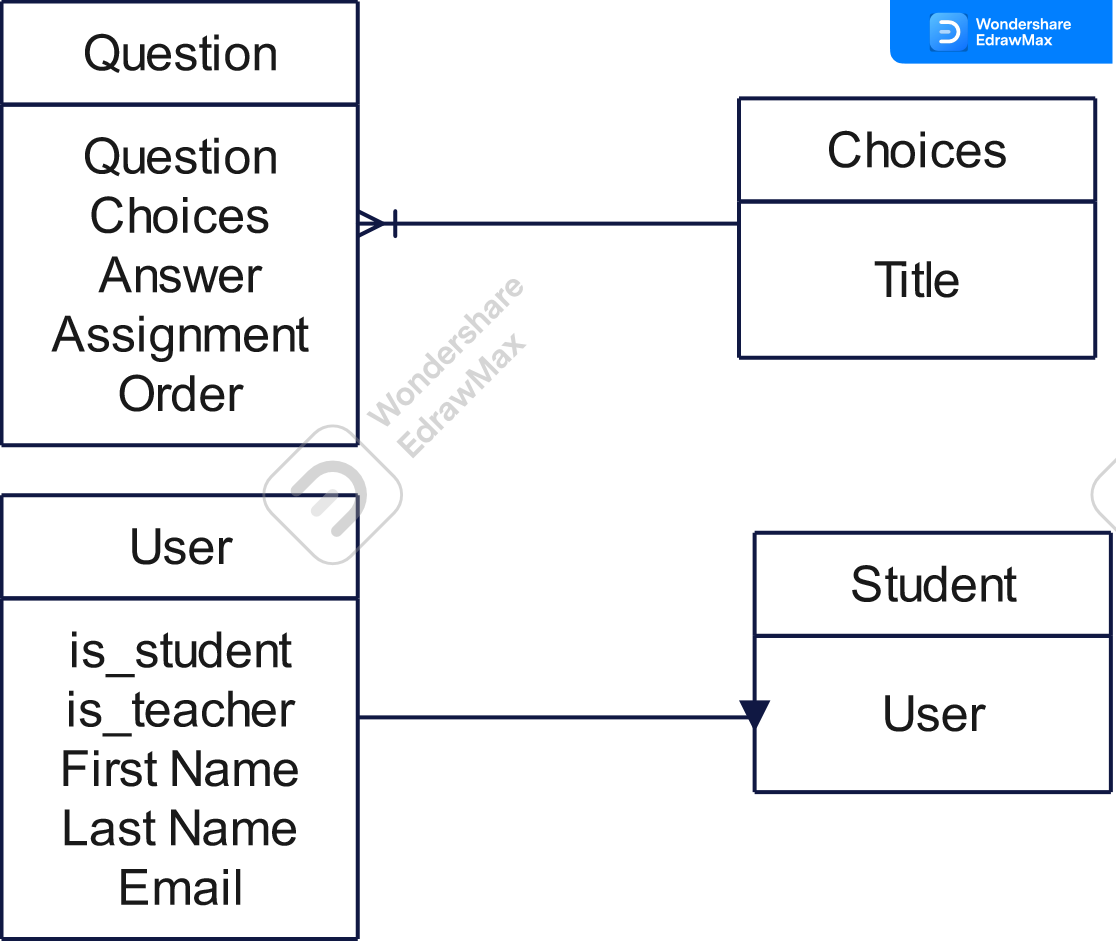 Question
Question
Choices
Answer
Assignment
Order
Wondershare
EdrawMax
Choices
Title
Wondershare
EdrawMax
User
is_student
is_teacher
First Name
Last Name
Email
Student
User